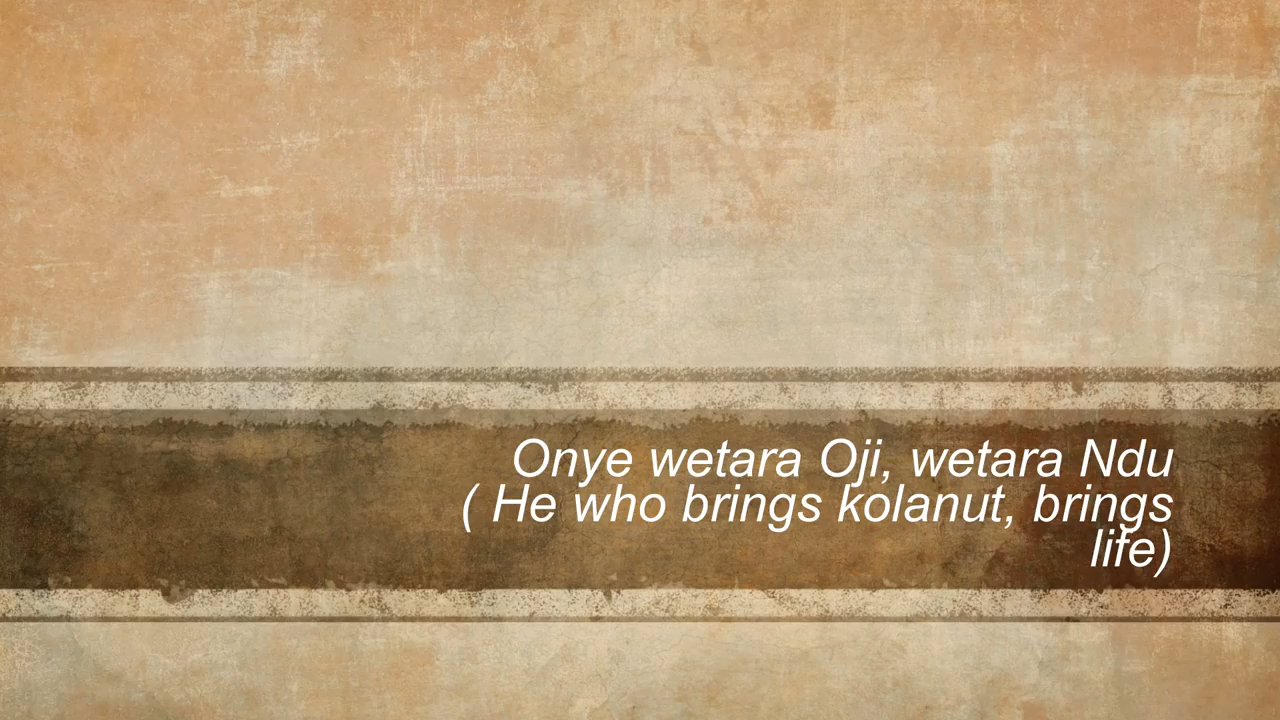 Onye wetara Oji, wetara Ndu
( He who brings kolanut, brings
life)